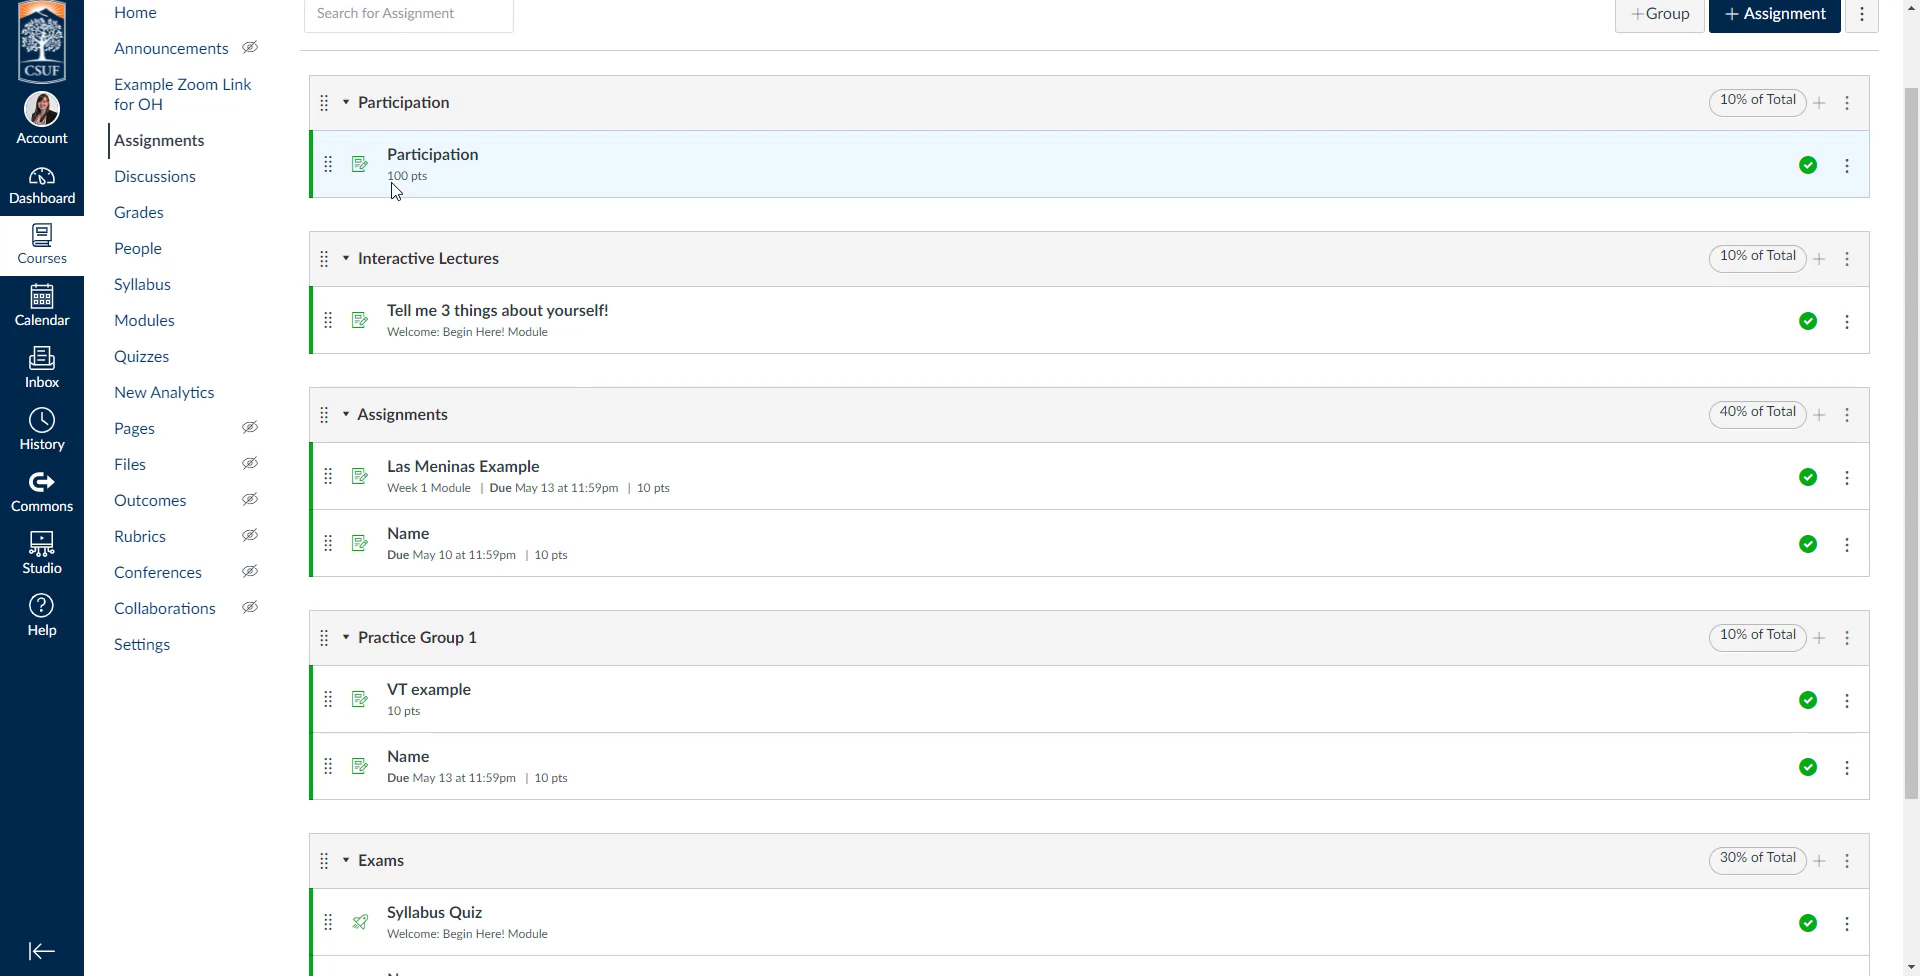 CSUF
Account
Dashboard
Courses
Calendar
Inbox
History
Commons
Studio
Help
Home
Announcements
Example Zoom Link
for OH
Assignments
Discussions
Grades
People
Syllabus
Modules
Quizzes
New Analytics
Pages
Files
Outcomes
Rubrics
Conferences
Collaborations
Settings
Search for Assignment
+Group
+ Assignment
Participation
10% of Total
Participation
100 pts
Interactive Lectures
10% of Total
Tell me 3 things about yourself!
Welcome: Begin Here! Module
Assignments
40% of Total
Las Meninas Example
Week 1 Module | Due May 13 at 11:59pm | 10 pts
Name
Due May 10 at 11:59pm | 10 pts
Practice Group 1
10% of Total
VT example
10 pts
Name
Due May 13 at 11:59pm | 10 pts
Exams
30% of Total
Syllabus Quiz
Welcome: Begin Here! Module